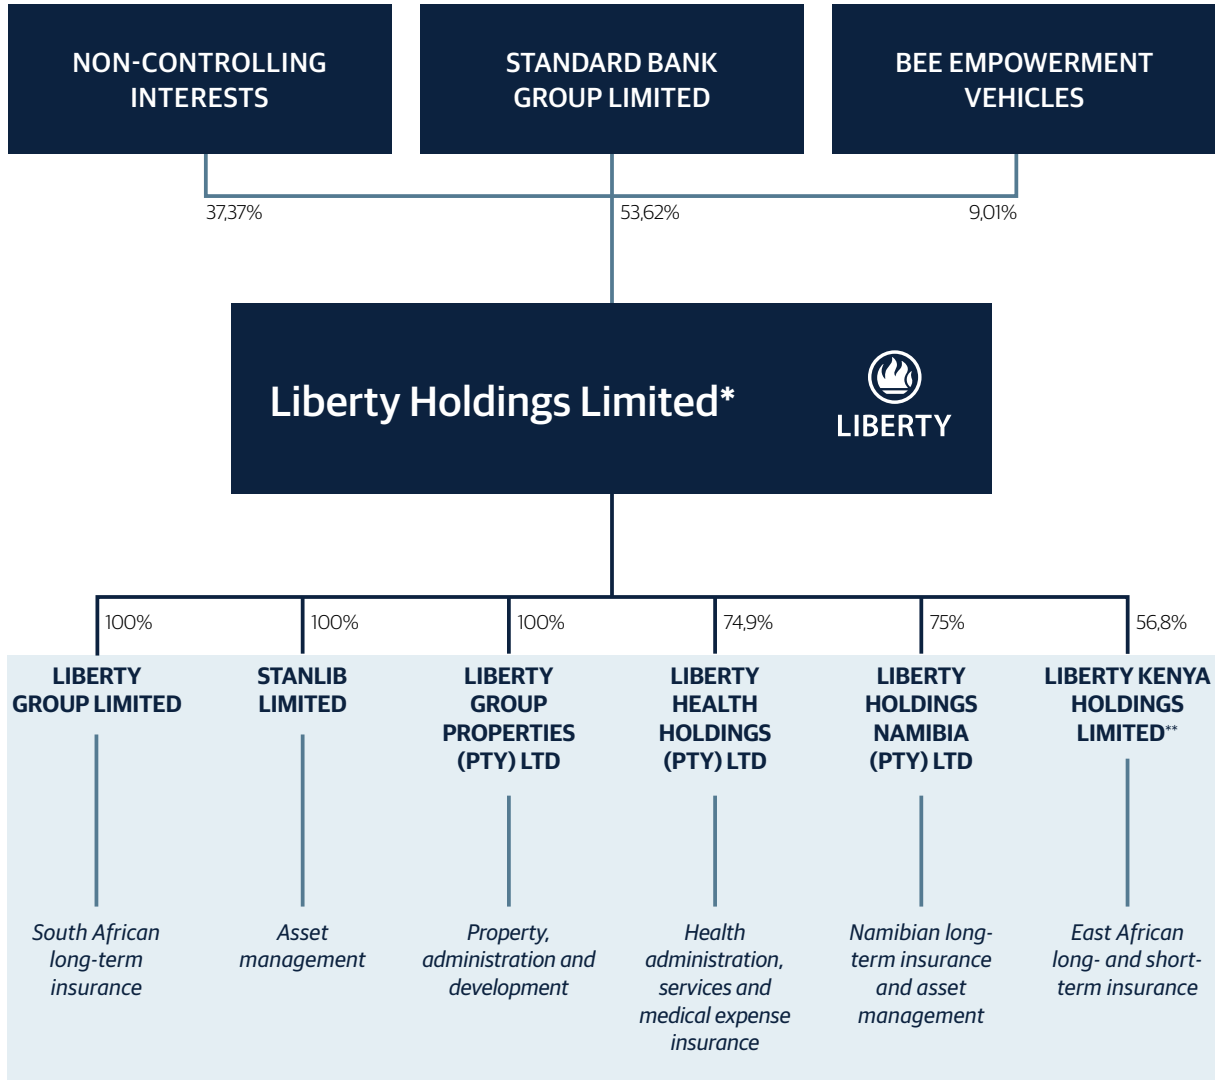 NON-CONTROLLING
INTERESTS
STANDARD BANK
GROUP LIMITED
BEE EMPOWERMENT
VEHICLES
37,37%
53,62%
9,01%
Liberty Holdings Limited*
LIBERTY
100%
100%
100%
74,9%
75%
56,8%
LIBERTY
GROUP LIMITED
STANLIB
LIMITED
LIBERTY
GROUP
PROPERTIES
(PTY) LTD
LIBERTY
HEALTH
HOLDINGS
(PTY) LTD
LIBERTY
HOLDINGS
NAMIBIA
(PTY) LTD
LIBERTY KENYA
HOLDINGS
LIMITED**
South African
long-term
insurance
Asset
management
Property,
administration and
development
Health
administration,
services and
medical expense
insurance
Namibian long-
term insurance
and asset
management
East African
long- and short-
term insurance